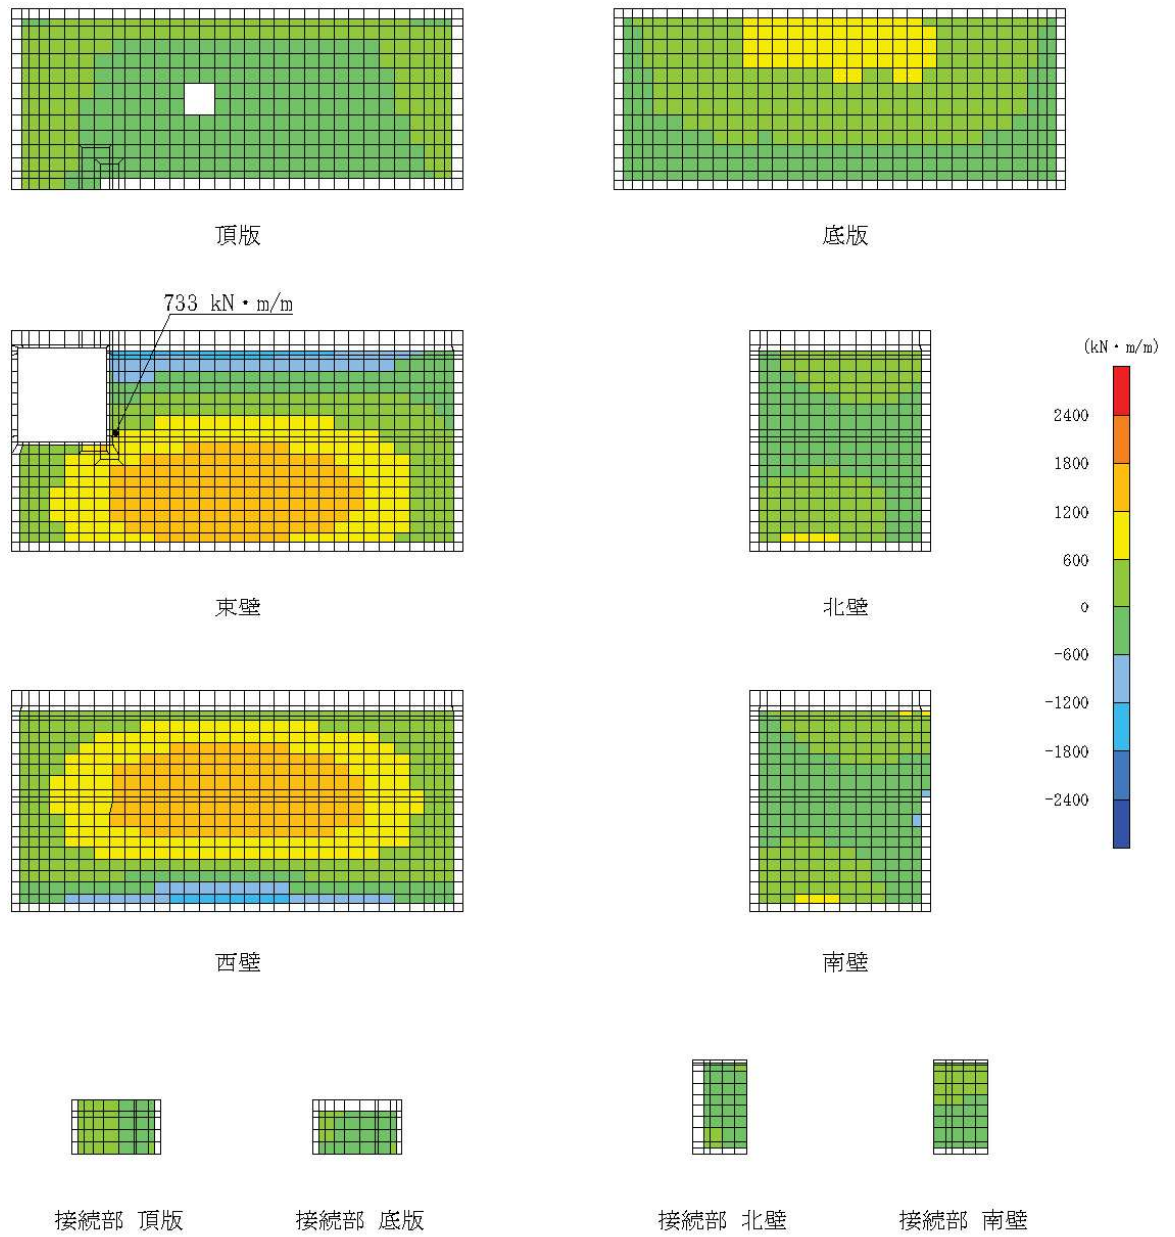 頂版
底版
733 kN・m/m
東壁
北壁
(kN・m/m)
2400
1800
1200
600
0
-600
-1200
-1800
-2400
西壁
南壁
接続部 頂版
接続部 底版
接続部 北壁
接続部 南壁